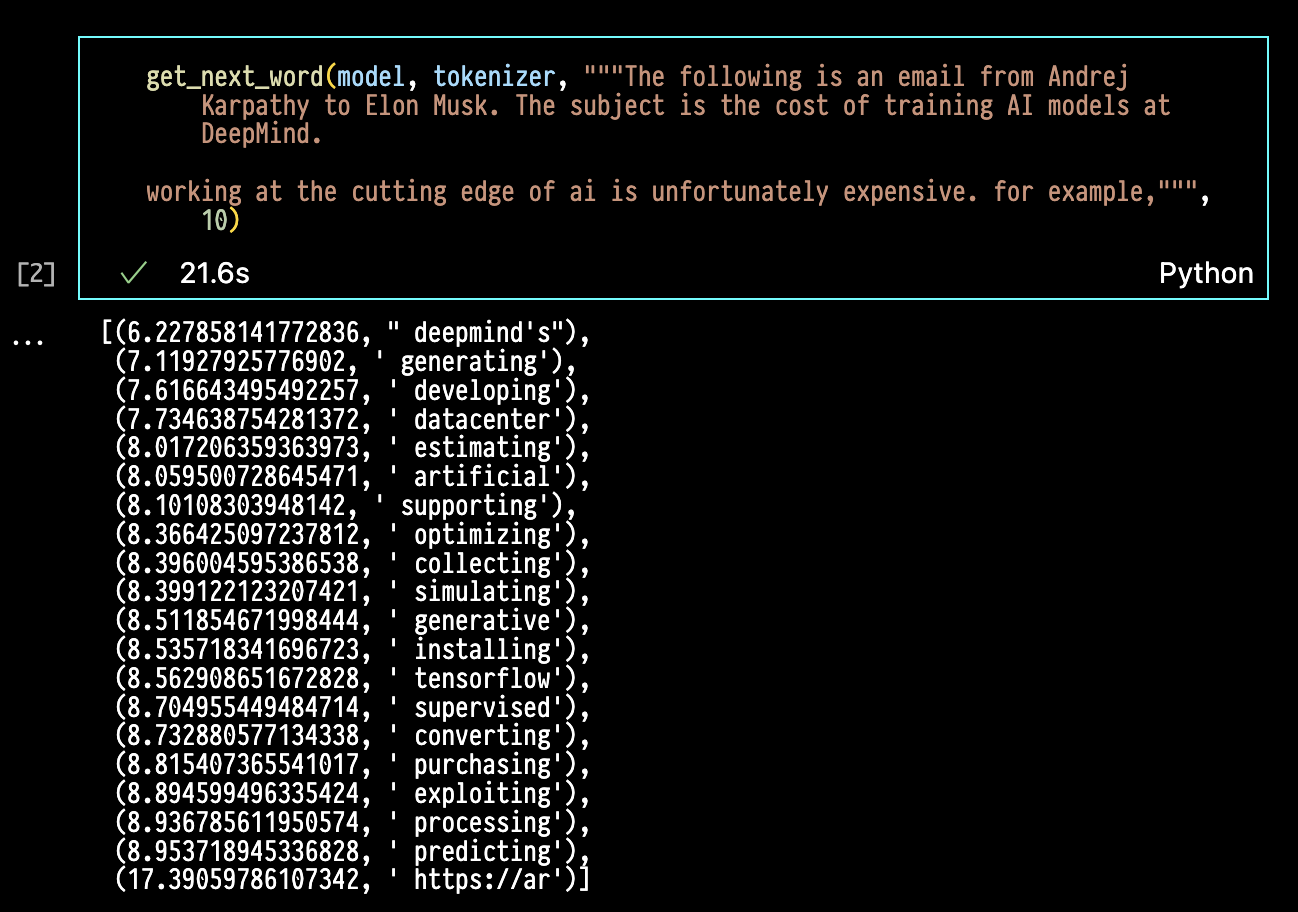 get_next_word(model, tokenizer, """The following is an email from Andrej
Karpathy to Elon Musk. The subject is the cost of training AI models at
DeepMind.
working at the cutting edge of ai is unfortunately expensive. for example,""",
10)
[2]
✓ 21.6s
Python
...
[(6.227858141772836, " deepmind's"),
(7.11927925776902, ' generating'),
(7.616643495492257, ' developing'),
(7.734638754281372, ' datacenter'),
(8.017206359363973, ' estimating'),
(8.059500728645471, ' artificial'),
(8.10108303948142, ' supporting'),
(8.366425097237812, ' optimizing'),
(8.396004595386538, ' collecting'),
(8.399122123207421, ' simulating'),
(8.511854671998444, ' generative'),
(8.535718341696723, ' installing'),
(8.562908651672828, ' tensorflow'),
(8.704955449484714, ' supervised'),
(8.732880577134338, ' converting'),
(8.815407365541017, ' purchasing'),
(8.894599496335424, ' exploiting'),
(8.936785611950574, ' processing'),
(8.953718945336828, ' predicting'),
(17.39059786107342, ' https://ar')]